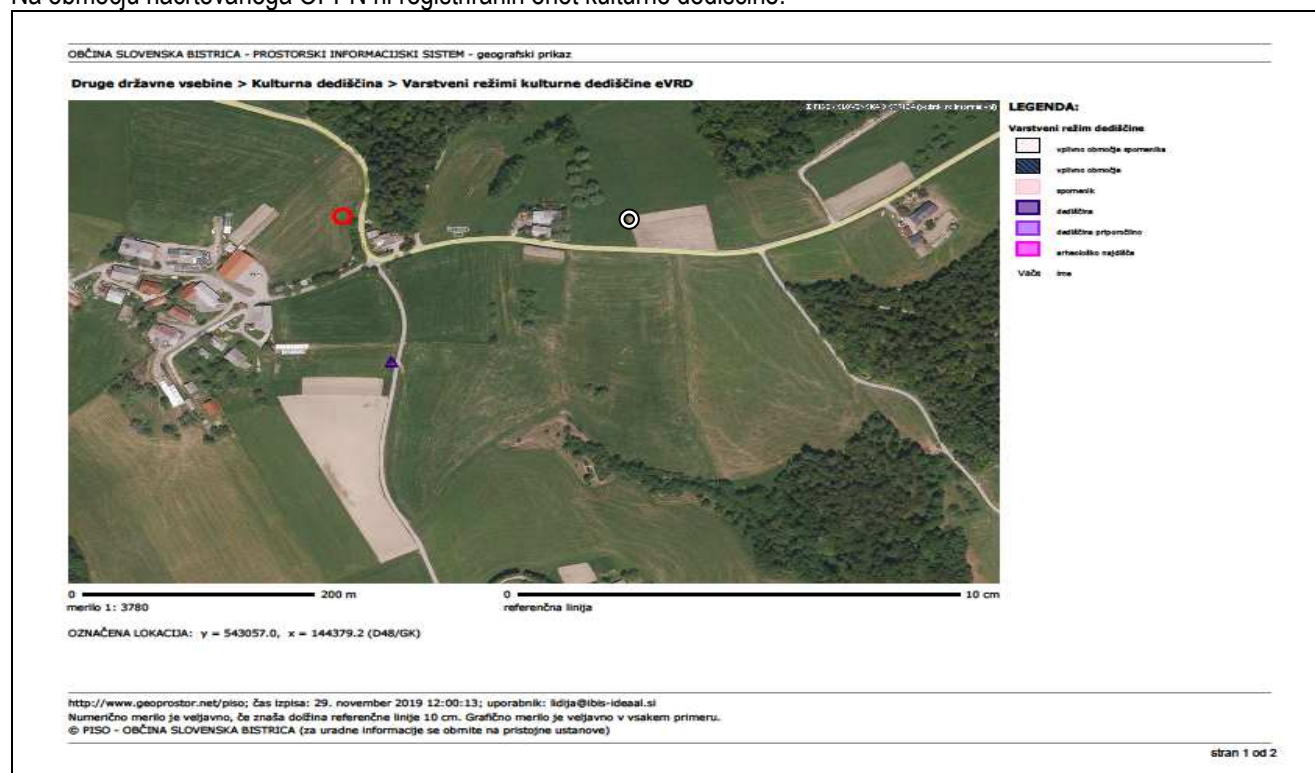 Na območju načrtovanega OPPN ni registriranih enot kulturne dediščine.
OBČINA SLOVENSKA BISTRICA - PROSTORSKI INFORMACIJSKI SISTEM - geografski prikaz
Druge državne vsebine > Kulturna dediščina > Varstveni režimi kulturne dediščine eVRD
LEGENDA:
Varstveni režim dediščine
vplivno območje spomenika
vplivno območje
spomenik
dediščina
dediščina priporočilno
arheološko najdišče
Vače ime
0 200 m 0 10 cm
merilo 1: 3780 referenčna linija
OZNAČENA LOKACIJA: y = 543057.0, x = 144379.2 (D48/GK)
http://www.geoprostor.net/piso; čas izpisa: 29. november 2019 12:00:13; uporabnik: lidija@ibis-ideaal.si
Numerično merilo je veljavno, če znaša dolžina referenčne linije 10 cm. Grafično merilo je veljavno v vsakem primeru.
© PISO - OBČINA SLOVENSKA BISTRICA (za uradne informacije se obrnite na pristojne ustanove)
stran 1 od 2